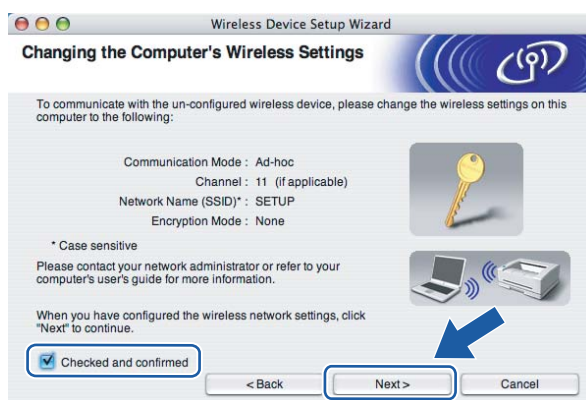 Wireless Device Setup Wizard
Changing the Computer's Wireless Settings
To communicate with the un-configured wireless device, please change the wireless settings on this
computer to the following:
Communication Mode : Ad-hoc
Channel : 11 (if applicable)
Network Name (SSID)* : SETUP
Encryption Mode : None
* Case sensitive
Please contact your network administrator or refer to your
computer's user's guide for more information.
When you have configured the wireless network settings, click
"Next" to continue.
Checked and confirmed
< Back Next > Cancel